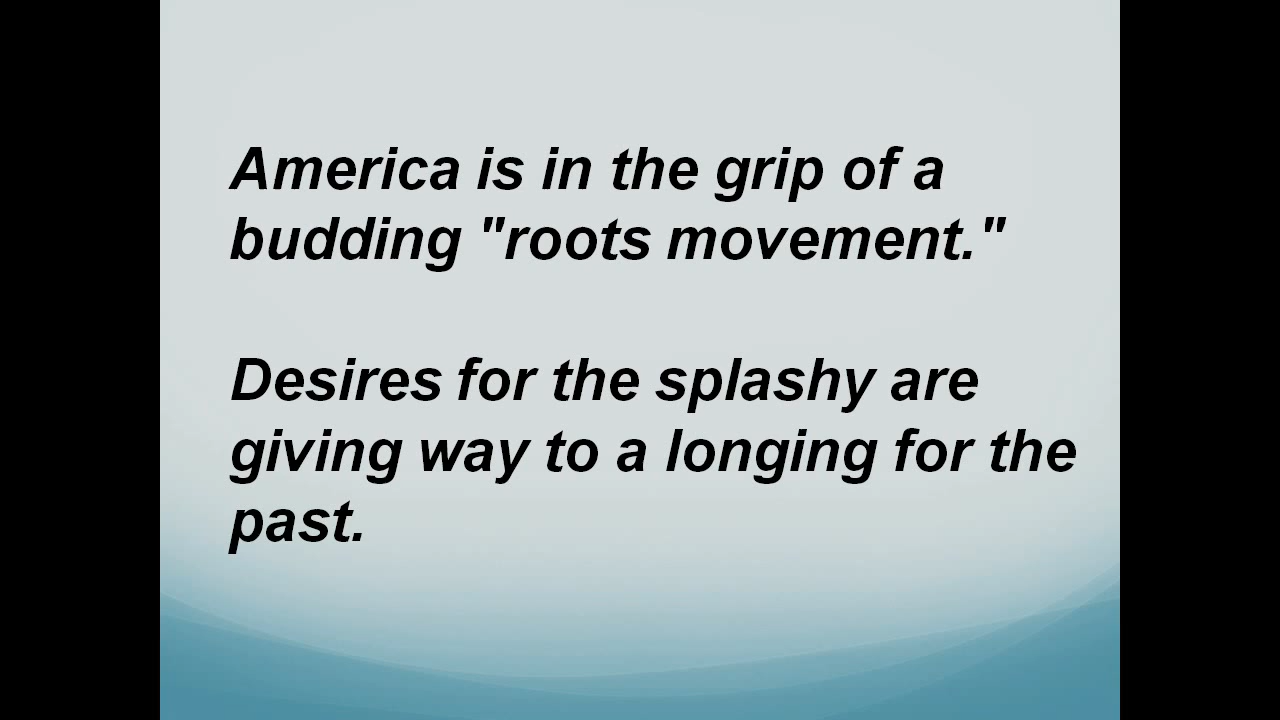 America is in the grip of a
budding "roots movement."
Desires for the splashy are
giving way to a longing for the
past.